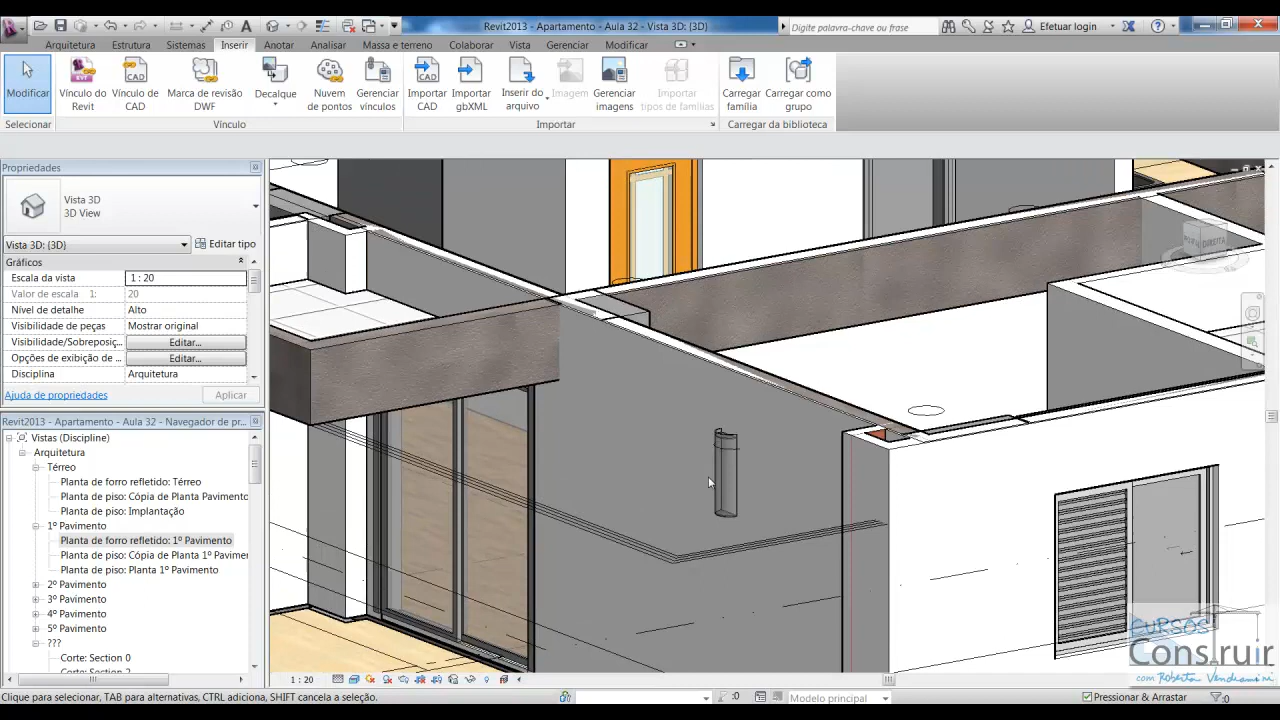 Revit2013 - Apartamento - Aula 32 - Vista 3D: {3D}
Digite palavra-chave ou frase
Efetuar login
Arquitetura Estrutura Sistemas Inserir Anotar Analisar Massa e terreno Colaborar Vista Gerenciar Modificar
Modificar
Vínculo do Revit
Vínculo de CAD
Marca de revisão DWF
Decalque
Nuvem de pontos
Gerenciar vínculos
Importar CAD
Importar gbXML
Inserir do arquivo
Imagem
Gerenciar imagens
Importar tipos de famílias
Carregar família
Carregar como grupo
Selecionar
Vínculo
Importar
Carregar da biblioteca
Propriedades
Vista 3D
3D View
Vista 3D: {3D}
Editar tipo
Gráficos
Escala da vista 1 : 20
Valor de escala 1: 20
Nível de detalhe Alto
Visibilidade de peças Mostrar original
Visibilidade/Sobreposiç... Editar...
Opções de exibição de ... Editar...
Disciplina Arquitetura
Ajuda de propriedades
Aplicar
Revit2013 - Apartamento - Aula 32 - Navegador de pr...
Vistas (Discipline)
Arquitetura
Térreo
Planta de forro refletido: Térreo
Planta de piso: Cópia de Planta Pavimento
Planta de piso: Implantação
1º Pavimento
Planta de forro refletido: 1º Pavimento
Planta de piso: Cópia de Planta 1º Pavimer
Planta de piso: Planta 1º Pavimento
2º Pavimento
3º Pavimento
4º Pavimento
5º Pavimento
???
Corte: Section 0
Corte: Section 2
DIREITA
CURSOS
Construir
com Roberta Vendramini
1 : 20
Clique para selecionar, TAB para alternativas, CTRL adiciona, SHIFT cancela a seleção.
:0
Modelo principal
Pressionar & Arrastar
:0